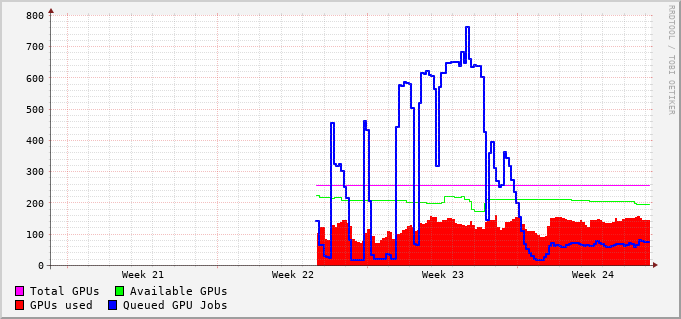 800
700
600
500
400
300
200
100
0
Week 21 Week 22 Week 23 Week 24
Total GPUs Available GPUs
GPUs used Queued GPU Jobs
RRDTOOL / TOBI OETIKER